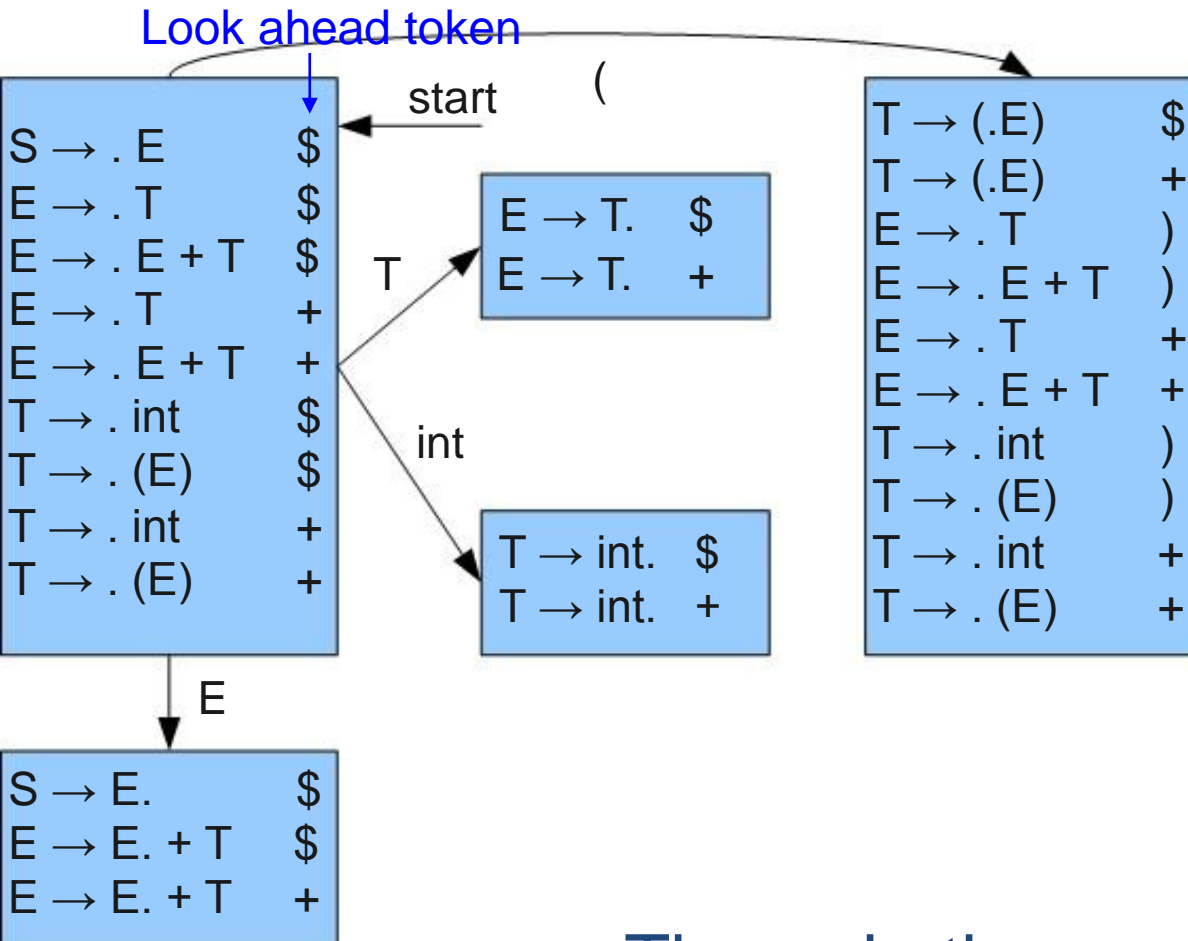 Look ahead token
start
(
S → . E $
E → . T $
E → . E + T $
E → . T +
E → . E + T +
T → . int $
T → . (E) $
T → . int +
T → . (E) +
T
E → T. $
E → T. +
int
T → int. $
T → int. +
T → (.E) $
T → (.E) +
E → . T )
E → . E + T )
E → . T +
E → . E + T +
T → . int )
T → . (E) )
T → . int +
T → . (E) +
E
S → E. $
E → E. + T $
E → E. + T +